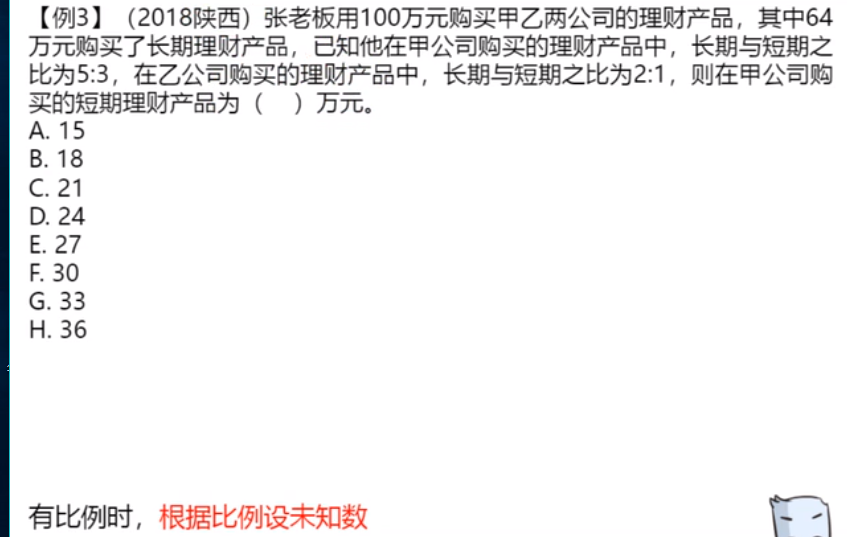 【例3】（2018陕西）张老板用100万元购买甲乙两公司的理财产品，其中64
万元购买了长期理财产品，已知他在甲公司购买的理财产品中，长期与短期之
比为5:3，在乙公司购买的理财产品中，长期与短期之比为2:1，则在甲公司购
买的短期理财产品为（　）万元。
A. 15
B. 18
C. 21
D. 24
E. 27
F. 30
G. 33
H. 36
有比例时，根据比例设未知数